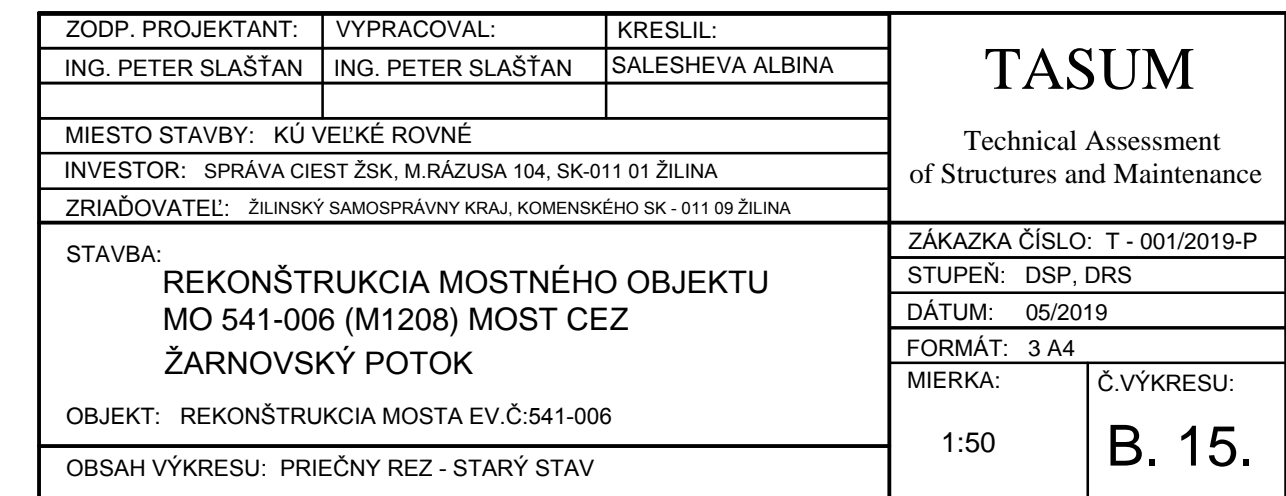 ZODP. PROJEKTANT: VYPRACOVAL: KRESLIL:
ING. PETER SLAŠŤAN ING. PETER SLAŠŤAN SALESHEVA ALBINA
MIESTO STAVBY: KÚ VEĽKÉ ROVNÉ
INVESTOR: SPRÁVA CIEST ŽSK, M.RÁZUSA 104, SK-011 01 ŽILINA
ZRIAĎOVATEĽ: ŽILINSKÝ SAMOSPRÁVNY KRAJ, KOMENSKÉHO SK - 011 09 ŽILINA
TASUM
Technical Assessment
of Structures and Maintenance
STAVBA:
REKONŠTRUKCIA MOSTNÉHO OBJEKTU
MO 541-006 (M1208) MOST CEZ
ŽARNOVSKÝ POTOK
OBJEKT: REKONŠTRUKCIA MOSTA EV.Č:541-006
OBSAH VÝKRESU: PRIEČNY REZ - STARÝ STAV
ZÁKAZKA ČÍSLO: T - 001/2019-P
STUPEŇ: DSP, DRS
DÁTUM: 05/2019
FORMÁT: 3 A4
MIERKA:
1:50
Č.VÝKRESU:
B. 15.